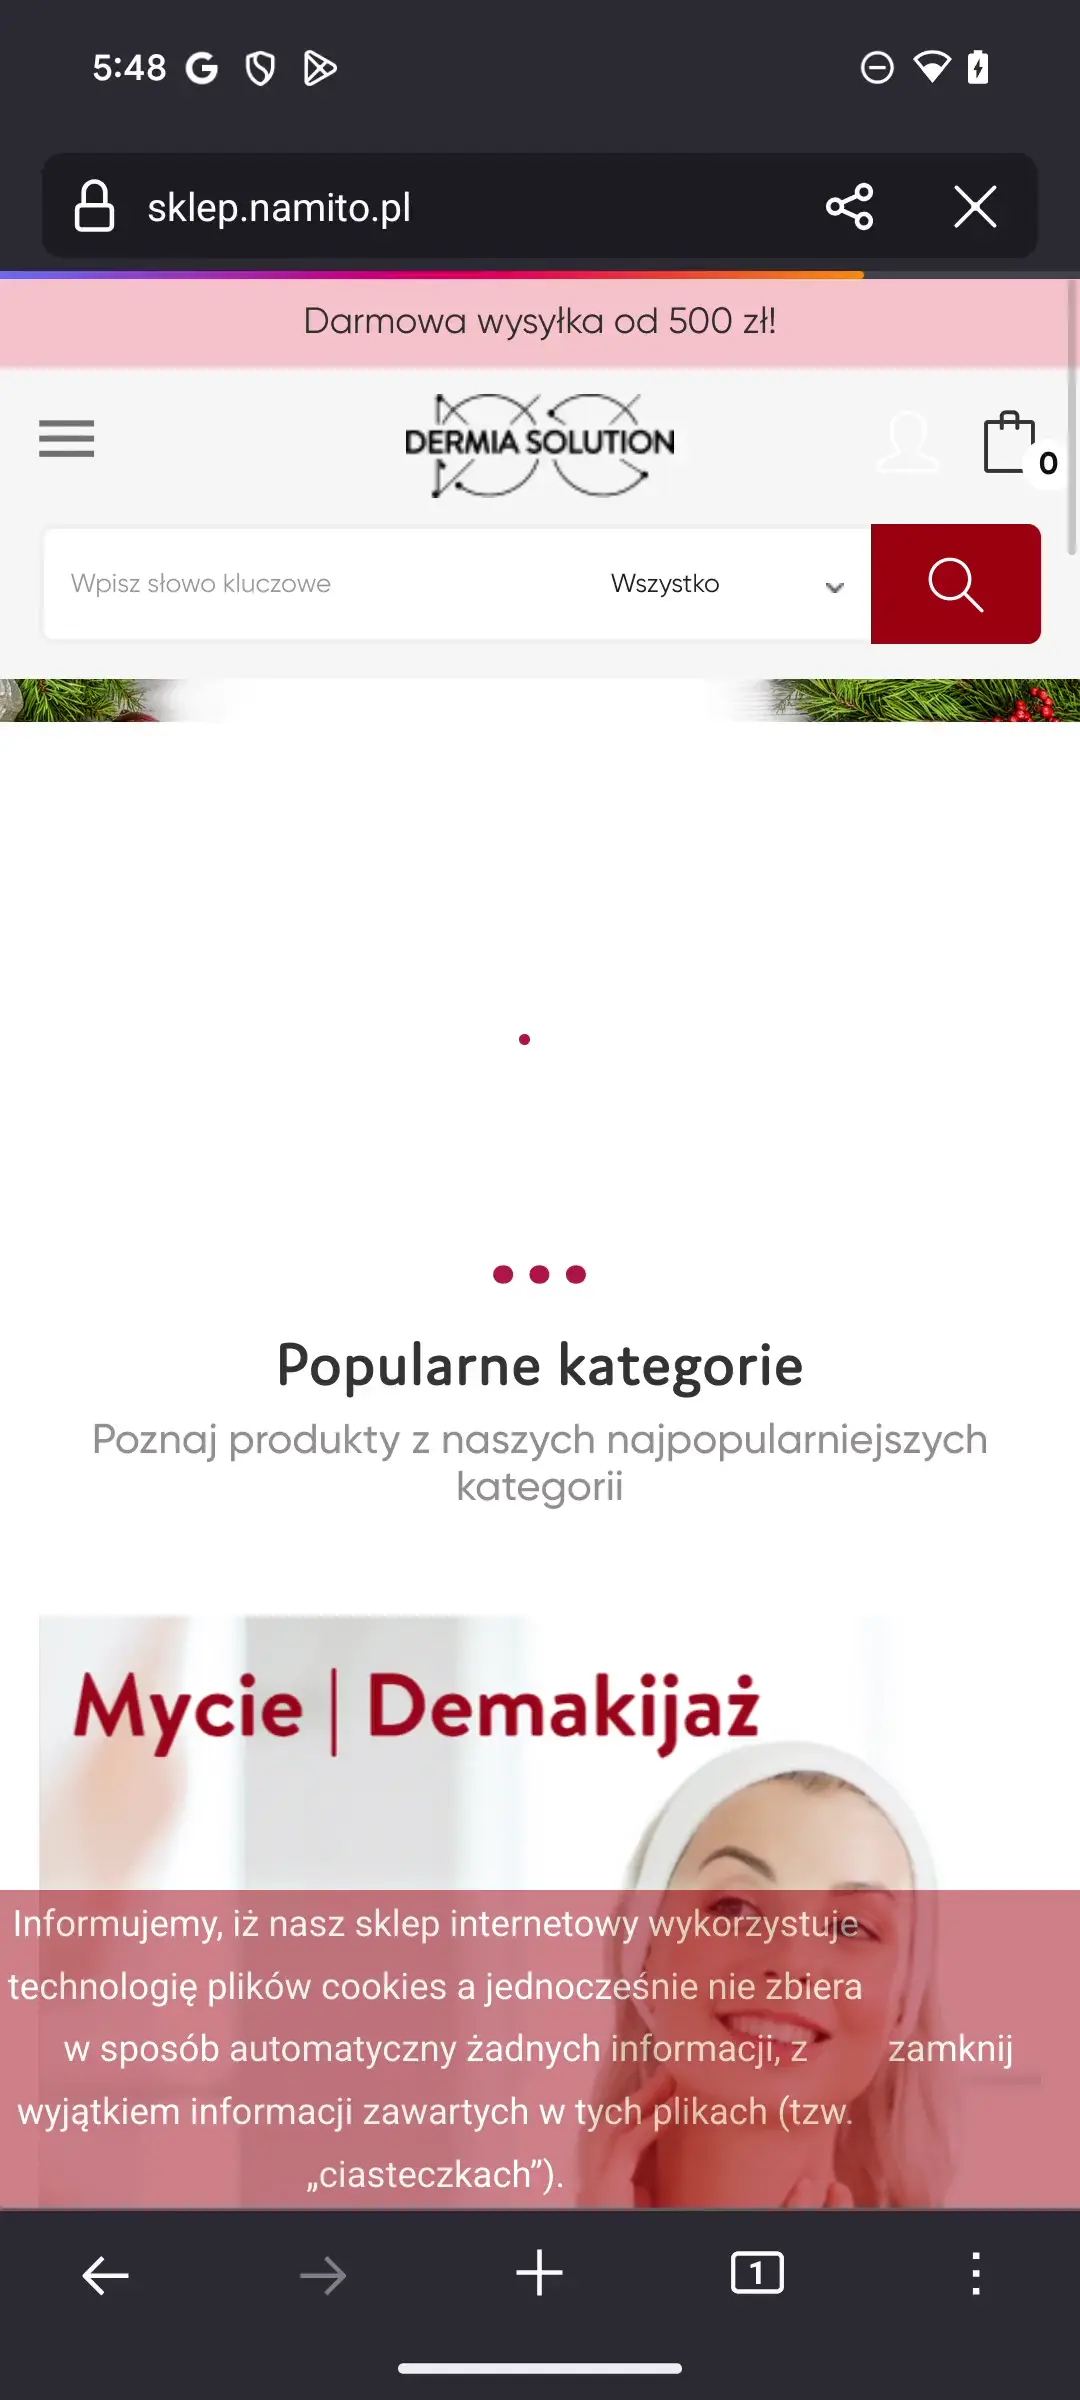 5:48
sklep.namito.pl
Darmowa wysyłka od 500 zł!
DERMIA SOLUTION
0
Wpisz słowo kluczowe
Wszystko
Popularne kategorie
Poznaj produkty z naszych najpopularniejszych
kategorii
Mycie | Demakijaż
Informujemy, iż nasz sklep internetowy wykorzystuje
technologię plików cookies a jednocześnie nie zbiera
w sposób automatyczny żadnych informacji, z
wyjątkiem informacji zawartych w tych plikach (tzw.
„ciasteczkach”).
zamknij
1